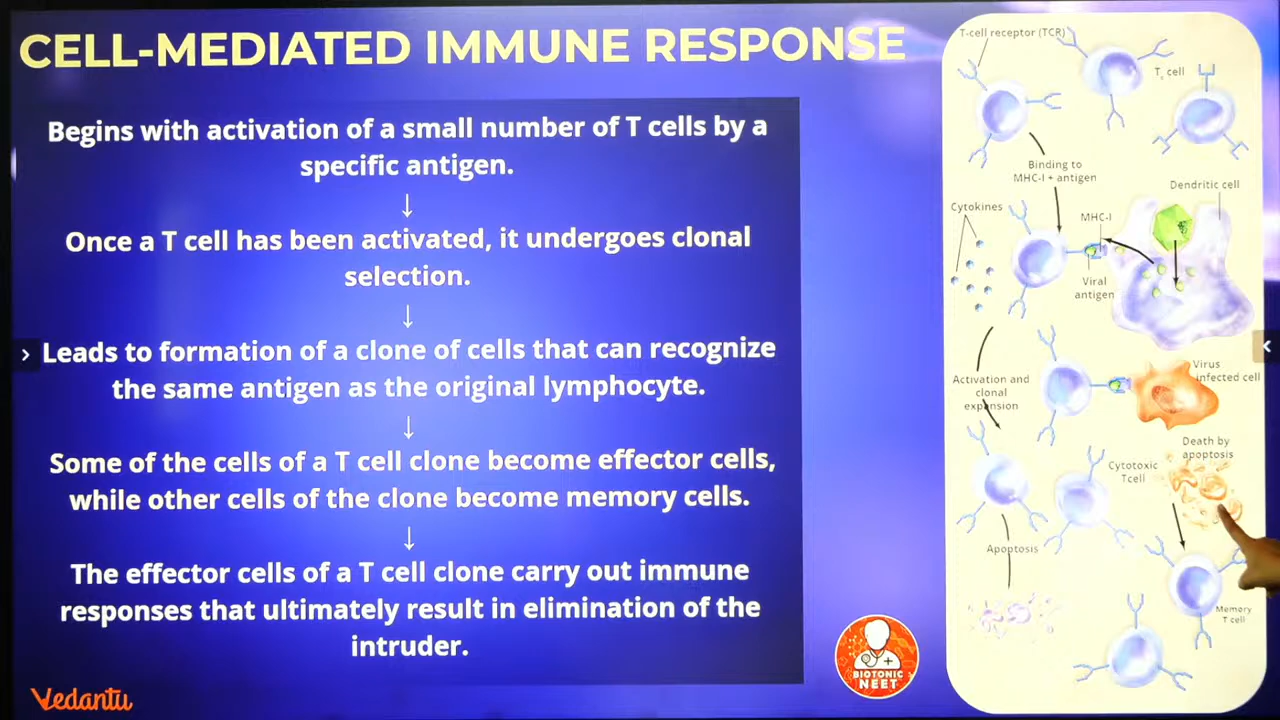 CELL-MEDIATED IMMUNE RESPONSE
Begins with activation of a small number of T cells by a
specific antigen.
↓
Once a T cell has been activated, it undergoes clonal
selection.
↓
Leads to formation of a clone of cells that can recognize
the same antigen as the original lymphocyte.
↓
Some of the cells of a T cell clone become effector cells,
while other cells of the clone become memory cells.
↓
The effector cells of a T cell clone carry out immune
responses that ultimately result in elimination of the
intruder.
T-cell receptor (TCR)
Binding to
MHC-I + antigen
Dendritic cell
Cytokines
MHC-I
Viral
antigen
Activation and
clonal
expansion
Virus
infected cell
Death by
apoptosis
Cytotoxic
Tcell
Apoptosis
Memory
T cell
BIOTONIC
NEET
Vedantu